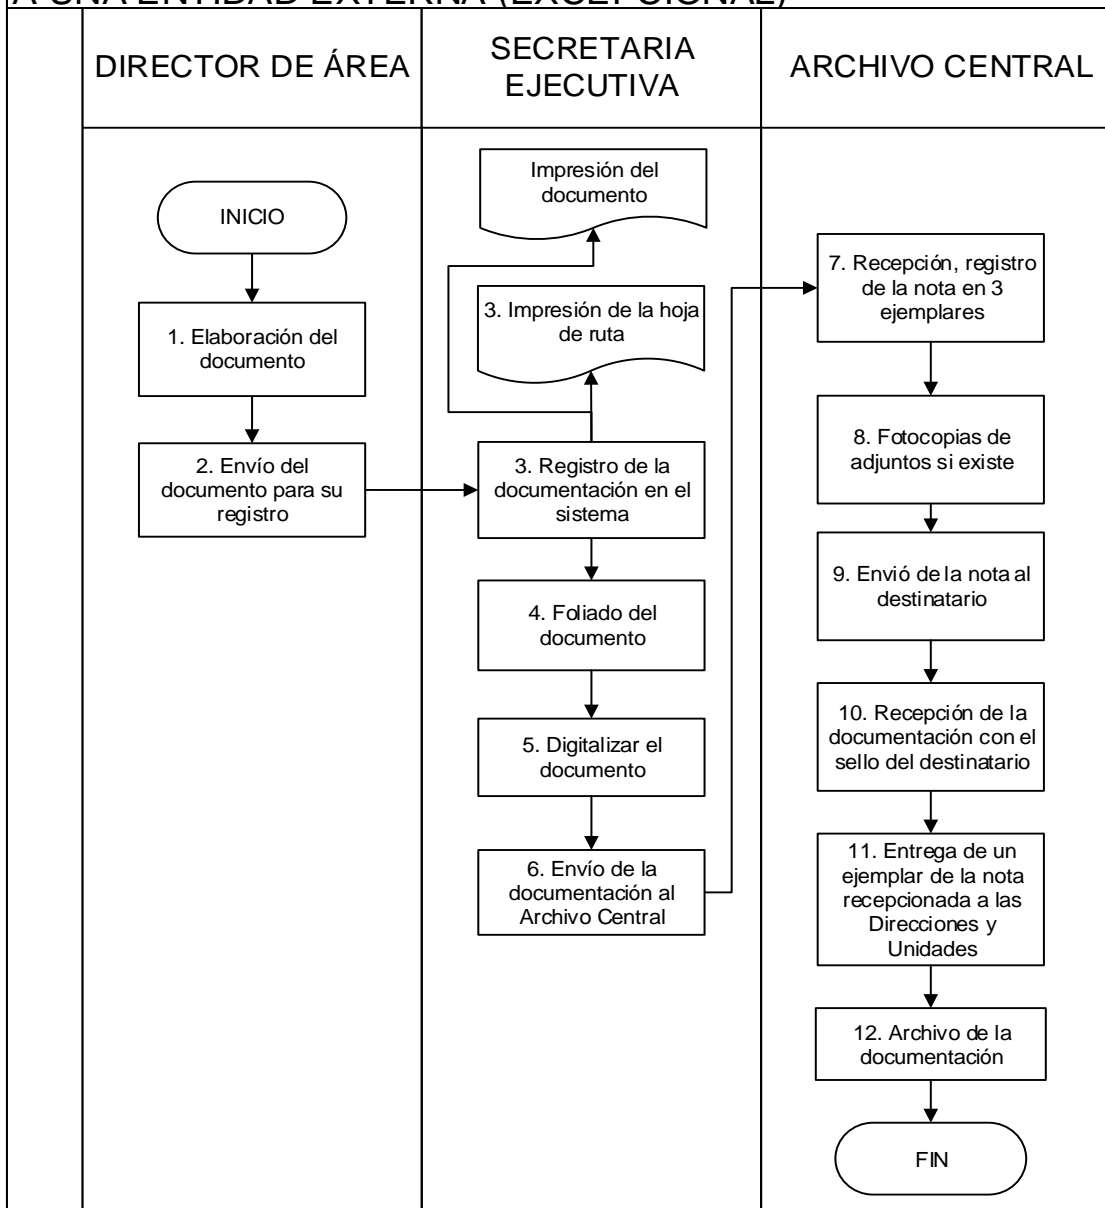 A UNA ENTIDAD EXTERNA (EXCEPCIONAL)
DIRECTOR DE ÁREA
SECRETARIA
EJECUTIVA
ARCHIVO CENTRAL
INICIO
1. Elaboración del
documento
2. Envío del
documento para su
registro
Impresión del
documento
3. Impresión de la hoja
de ruta
3. Registro de la
documentación en el
sistema
4. Foliado del
documento
5. Digitalizar el
documento
6. Envío de la
documentación al
Archivo Central
7. Recepción, registro
de la nota en 3
ejemplares
8. Fotocopias de
adjuntos si existe
9. Envió de la nota al
destinatario
10. Recepción de la
documentación con el
sello del destinatario
11. Entrega de un
ejemplar de la nota
recepcionada a las
Direcciones y
Unidades
12. Archivo de la
documentación
FIN